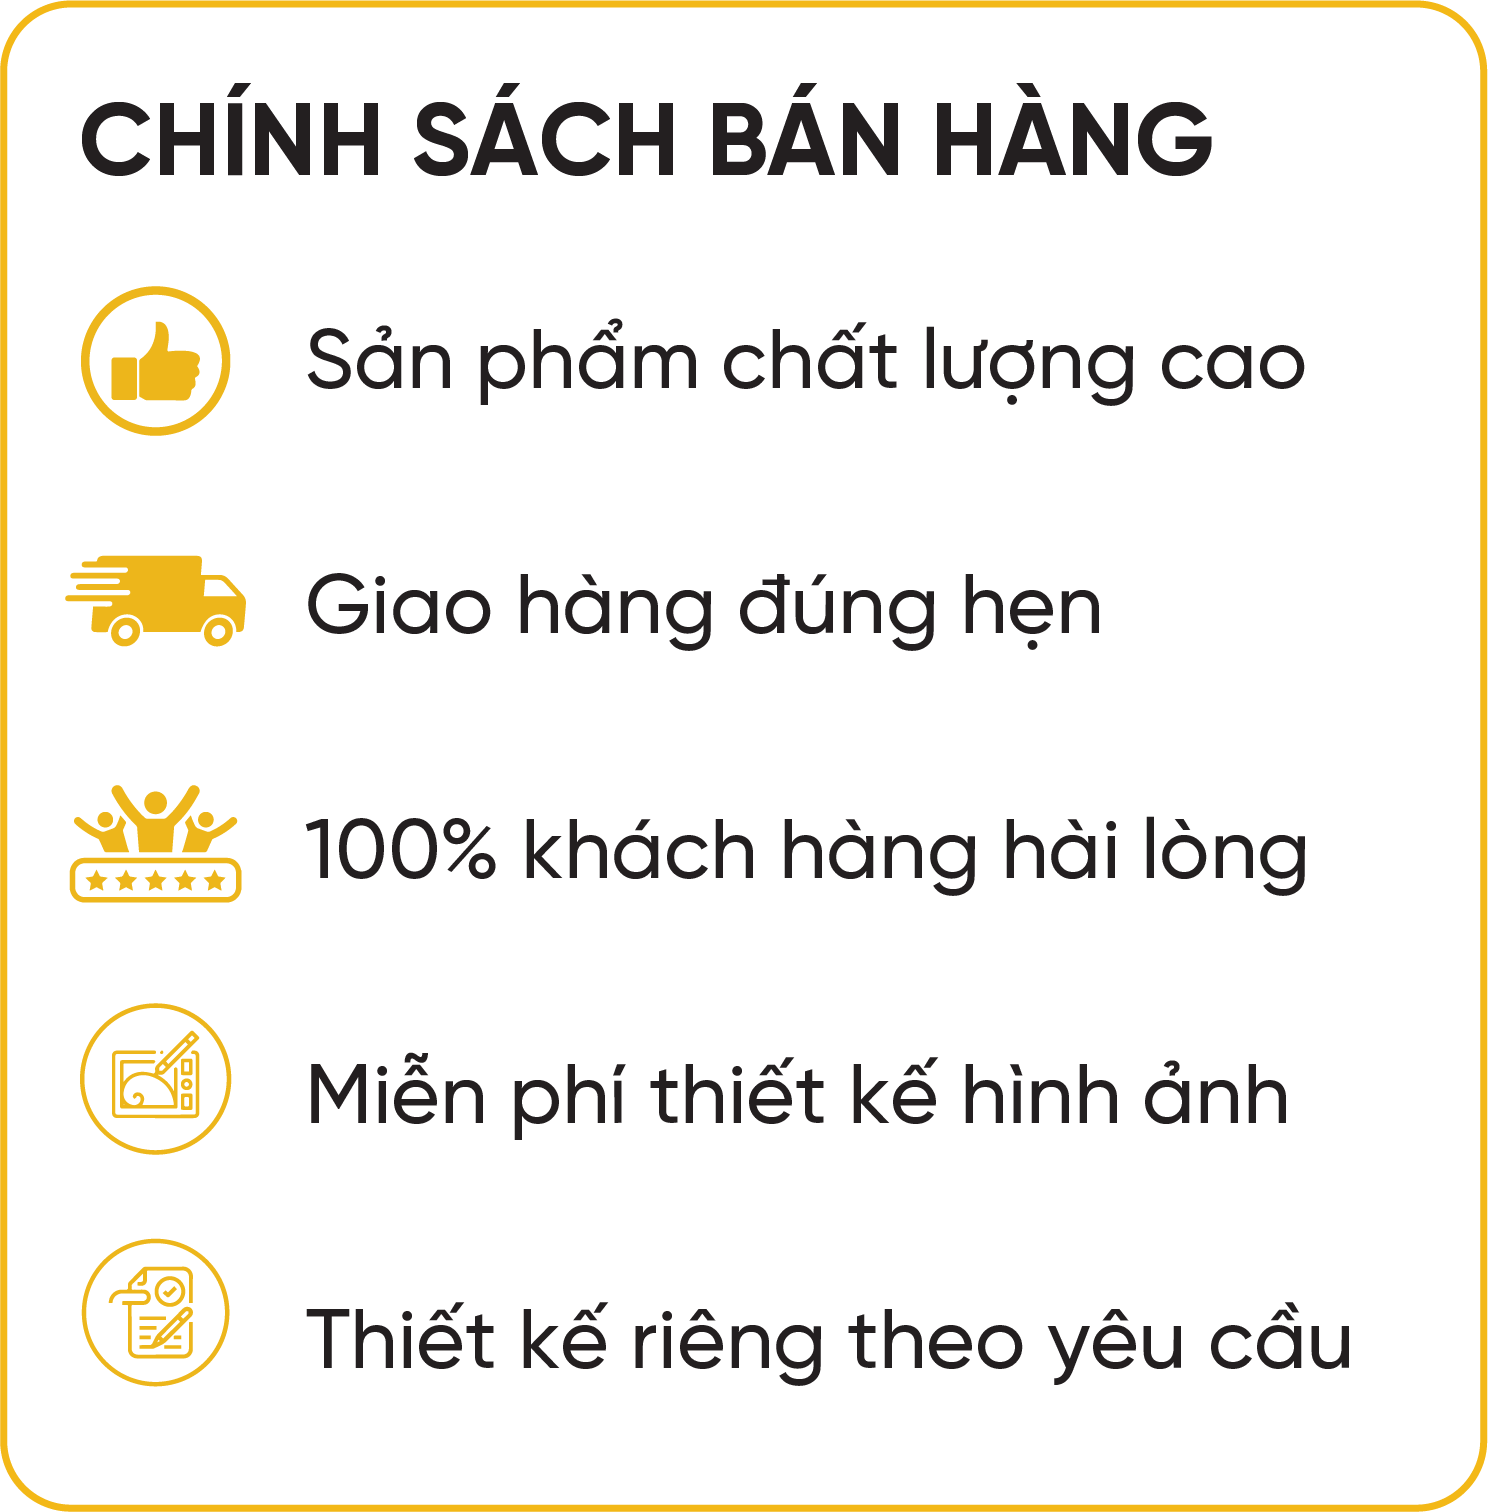 CHÍNH SÁCH BÁN HÀNG
Sản phẩm chất lượng cao
Giao hàng đúng hẹn
100% khách hàng hài lòng
Miễn phí thiết kế hình ảnh
Thiết kế riêng theo yêu cầu